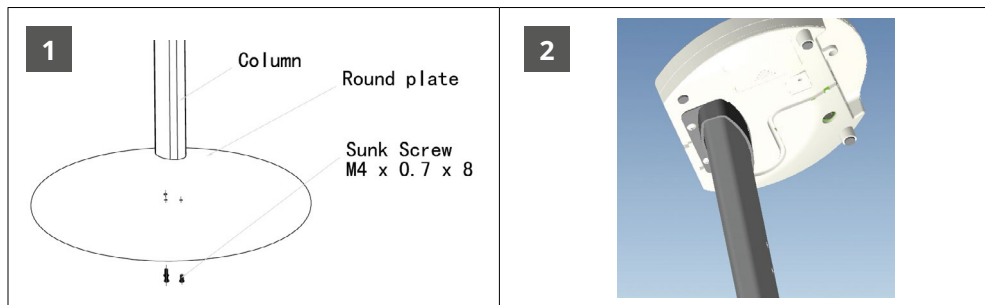 1
Column
Round plate
Sunk Screw
M4 x 0.7 x 8
2